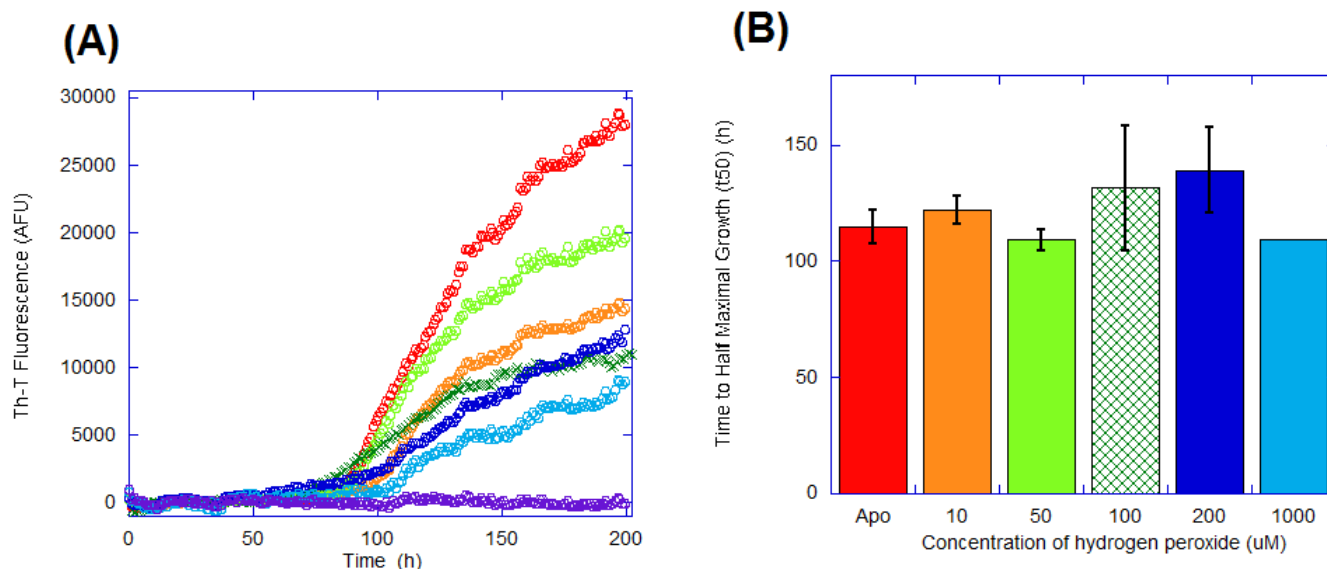 (A)
30000
25000
20000
15000
10000
5000
0
Th-T Fluorescence (AFU)
0 50 100 150 200
Time (h)
(B)
150
100
50
0
Time to Half Maximal Growth (t50) (h)
Apo 10 50 100 200 1000
Concentration of hydrogen peroxide (uM)